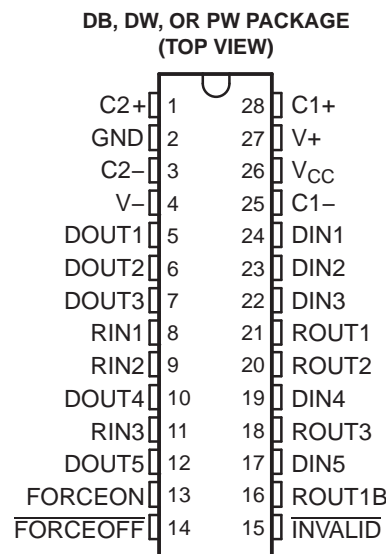 DB, DW, OR PW PACKAGE
(TOP VIEW)
C2+ 1 28 C1+
GND 2 27 V+
C2− 3 26 VCC
V− 4 25 C1−
DOUT1 5 24 DIN1
DOUT2 6 23 DIN2
DOUT3 7 22 DIN3
RIN1 8 21 ROUT1
RIN2 9 20 ROUT2
DOUT4 10 19 DIN4
RIN3 11 18 ROUT3
DOUT5 12 17 DIN5
FORCEON 13 16 ROUT1B
FORCEOFF 14 15 INVALID